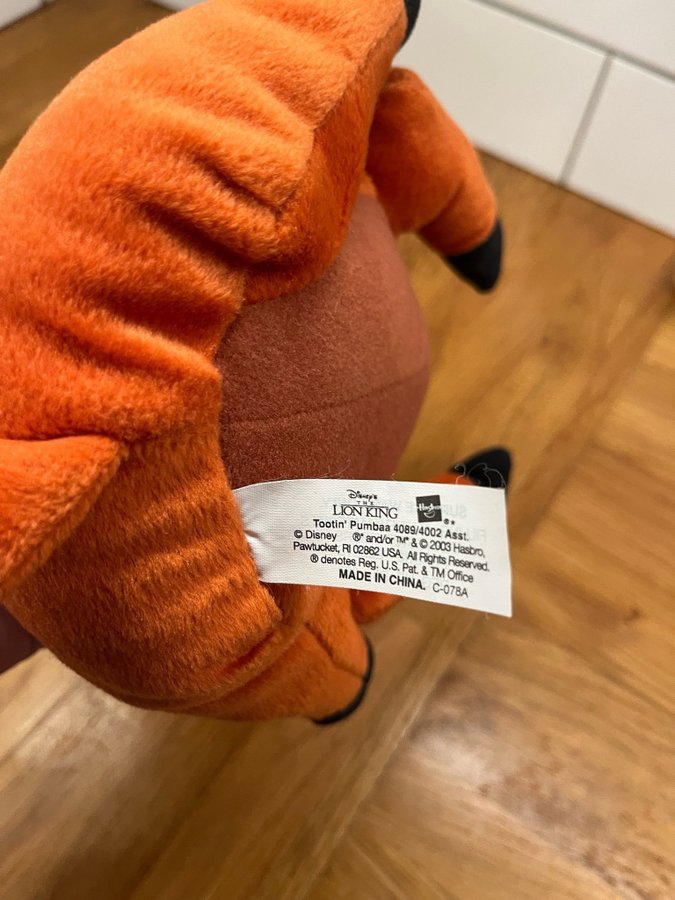 Disney's
THE
LION KING
Hasbro
®*
Tootin' Pumbaa 4089/4002 Asst.
© Disney ®* and/or TM* & © 2003 Hasbro,
Pawtucket, RI 02862 USA. All Rights Reserved.
® denotes Reg. U.S. Pat. & TM Office
MADE IN CHINA. C-078A